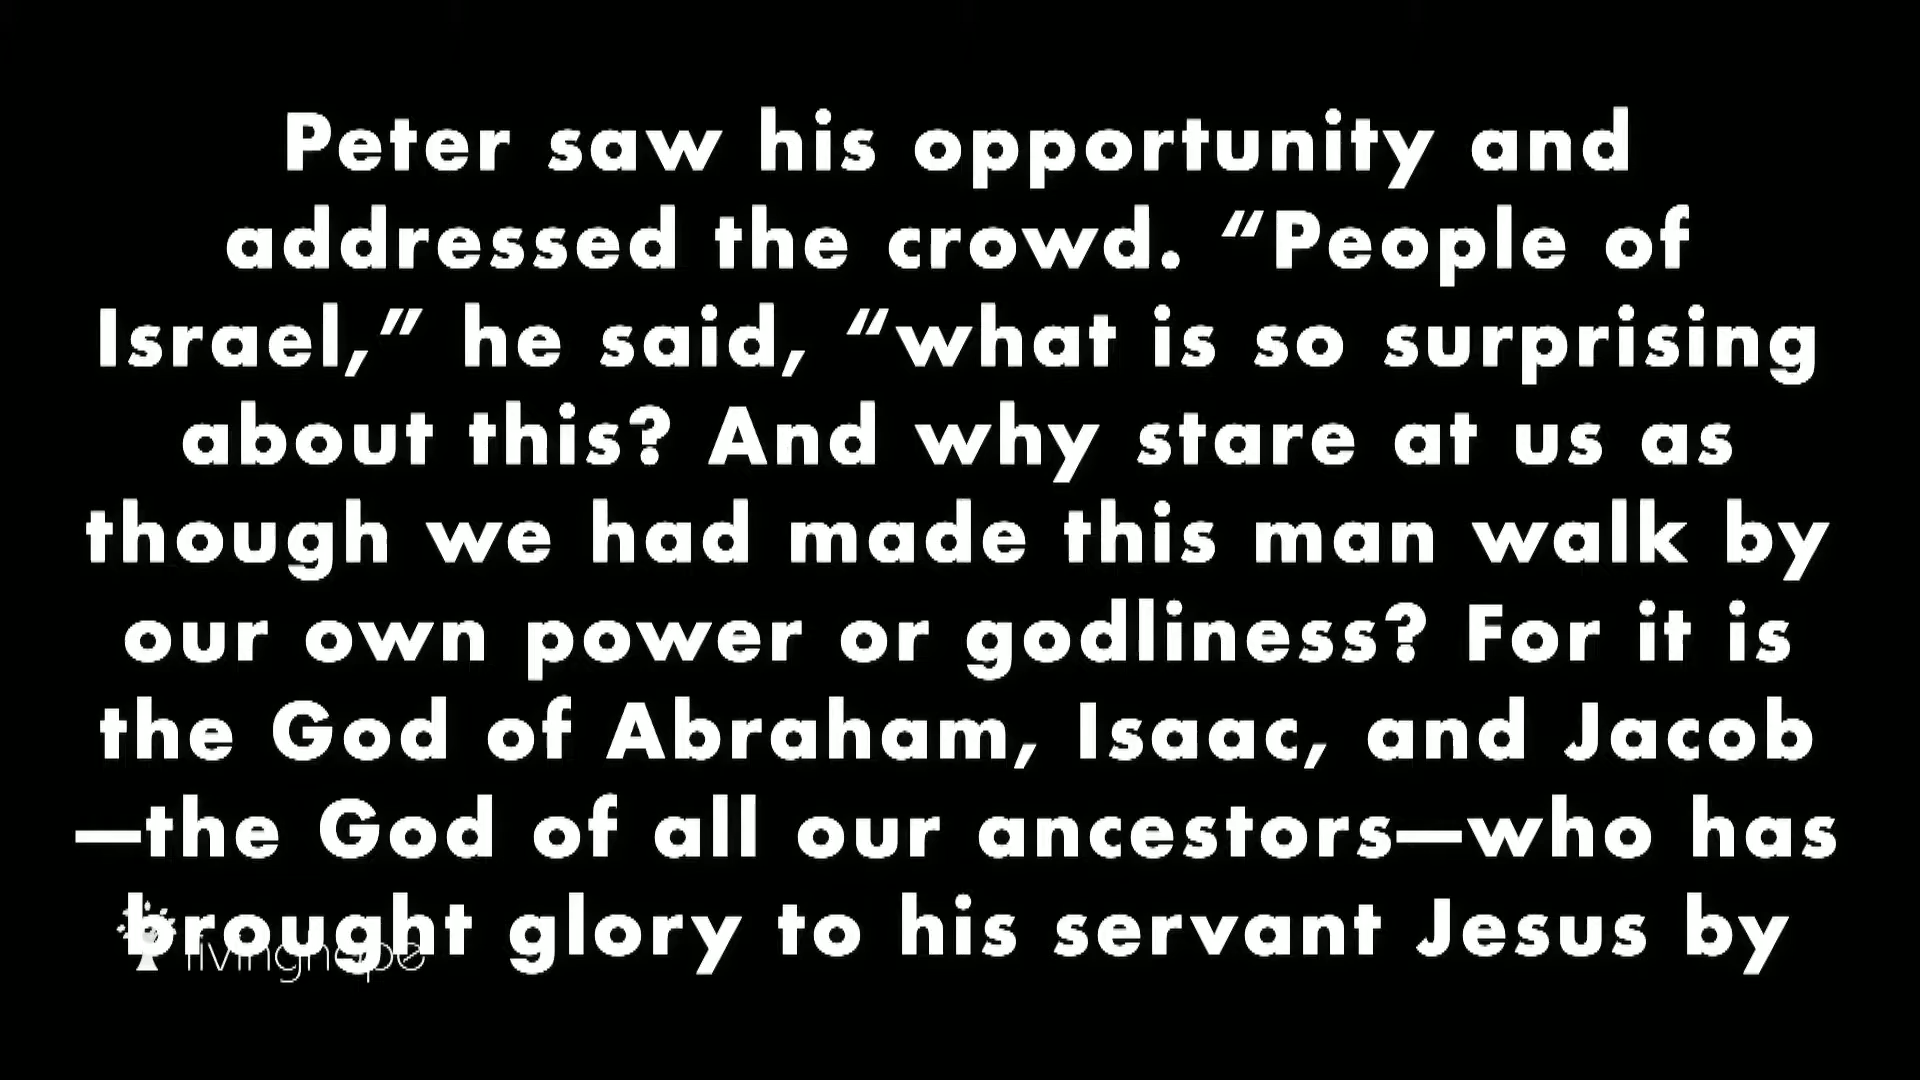 Peter saw his opportunity and
addressed the crowd. “People of
Israel,” he said, “what is so surprising
about this? And why stare at us as
though we had made this man walk by
our own power or godliness? For it is
the God of Abraham, Isaac, and Jacob
—the God of all our ancestors—who has
brought glory to his servant Jesus by
livinghope